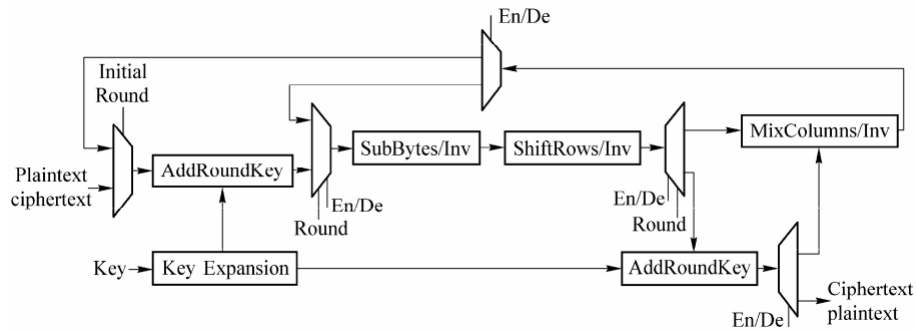 En/De
Initial
Round
Plaintext
ciphertext
AddRoundKey
SubBytes/Inv
ShiftRows/Inv
MixColumns/Inv
En/De
Round
En/De
Round
Key
Key Expansion
AddRoundKey
Ciphertext
plaintext
En/De